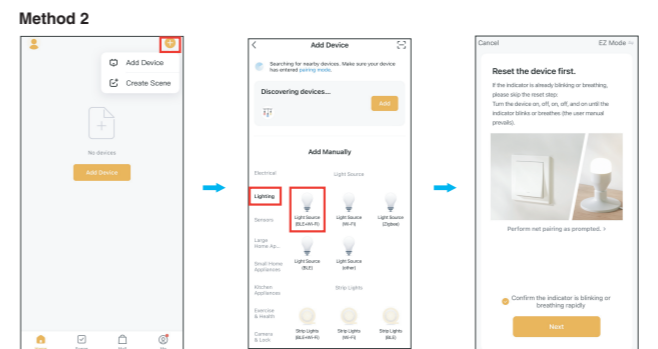 Method 2
Add Device
Create Scene
No devices
Add Device
Add Device
Searching for nearby devices. Make sure your device
has entered pairing mode.
Discovering devices...
Add
Add Manually
Electrical
Light Source
Lighting
Light Source
(BLE+Wi-Fi)
Light Source
(Wi-Fi)
Light Source
(Zigbee)
Sensors
Large
Home Ap...
Light Source
(BLE)
Light Source
(other)
Small Home
Appliances
Kitchen
Appliances
Strip Lights
Exercise
& Health
Strip Lights
(BLE+Wi-Fi)
Strip Lights
(Wi-Fi)
Strip Lights
(BLE)
Camera
& Lock
Cancel
EZ Mode
Reset the device first.
If the indicator is already blinking or breathing,
please skip the reset step.
Turn the device on, off, on, off, and on until the
indicator blinks or breathes (the user manual
prevails).
Perform net pairing as prompted. >
Confirm the indicator is blinking or
breathing rapidly
Next